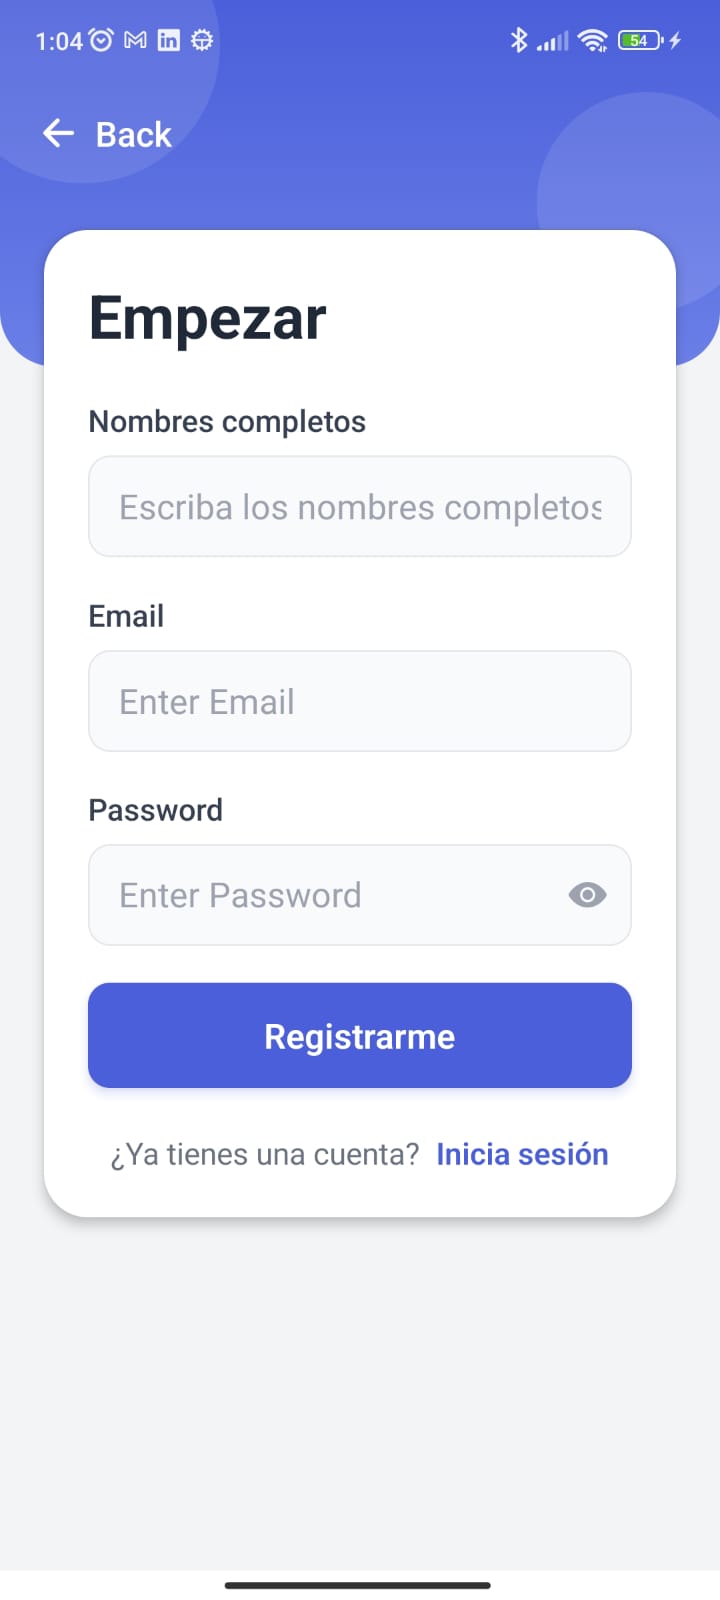 1:04
54
Back
Empezar
Nombres completos
Escriba los nombres completos
Email
Enter Email
Password
Enter Password
Registrarme
¿Ya tienes una cuenta? Inicia sesión